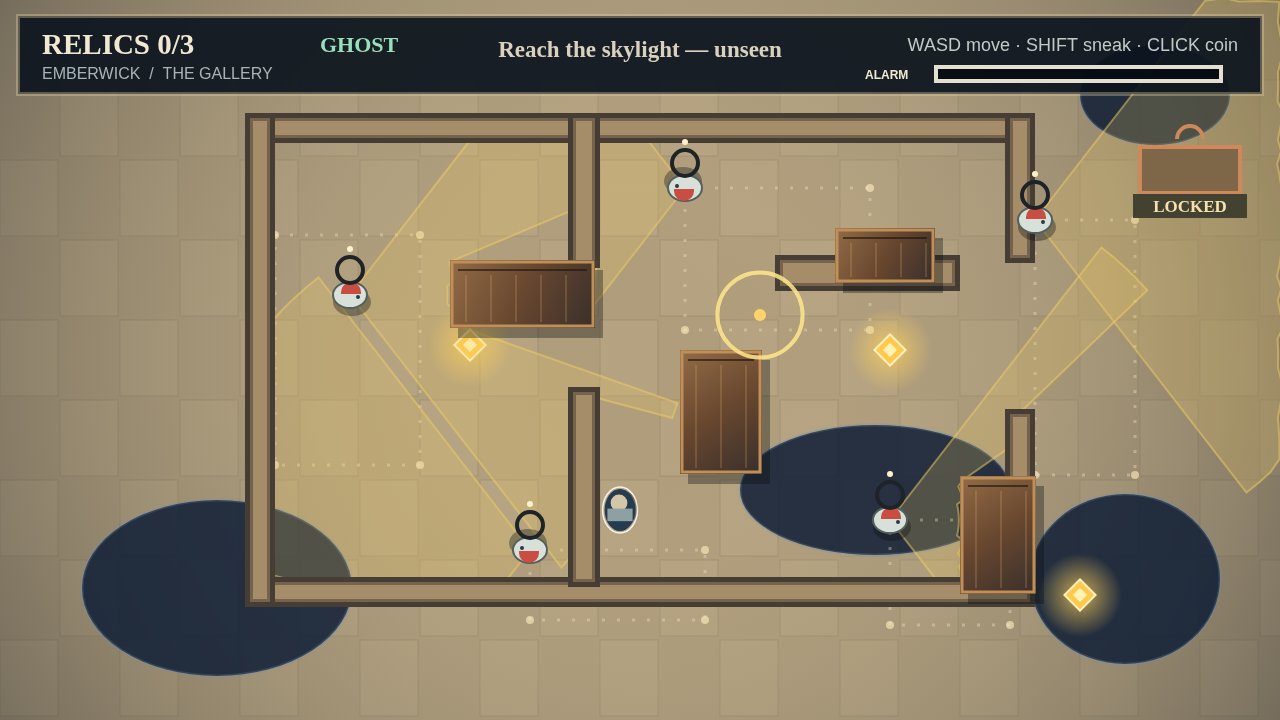 RELICS 0/3
GHOST
Reach the skylight — unseen
WASD move · SHIFT sneak · CLICK coin
EMBERWICK / THE GALLERY
ALARM
LOCKED